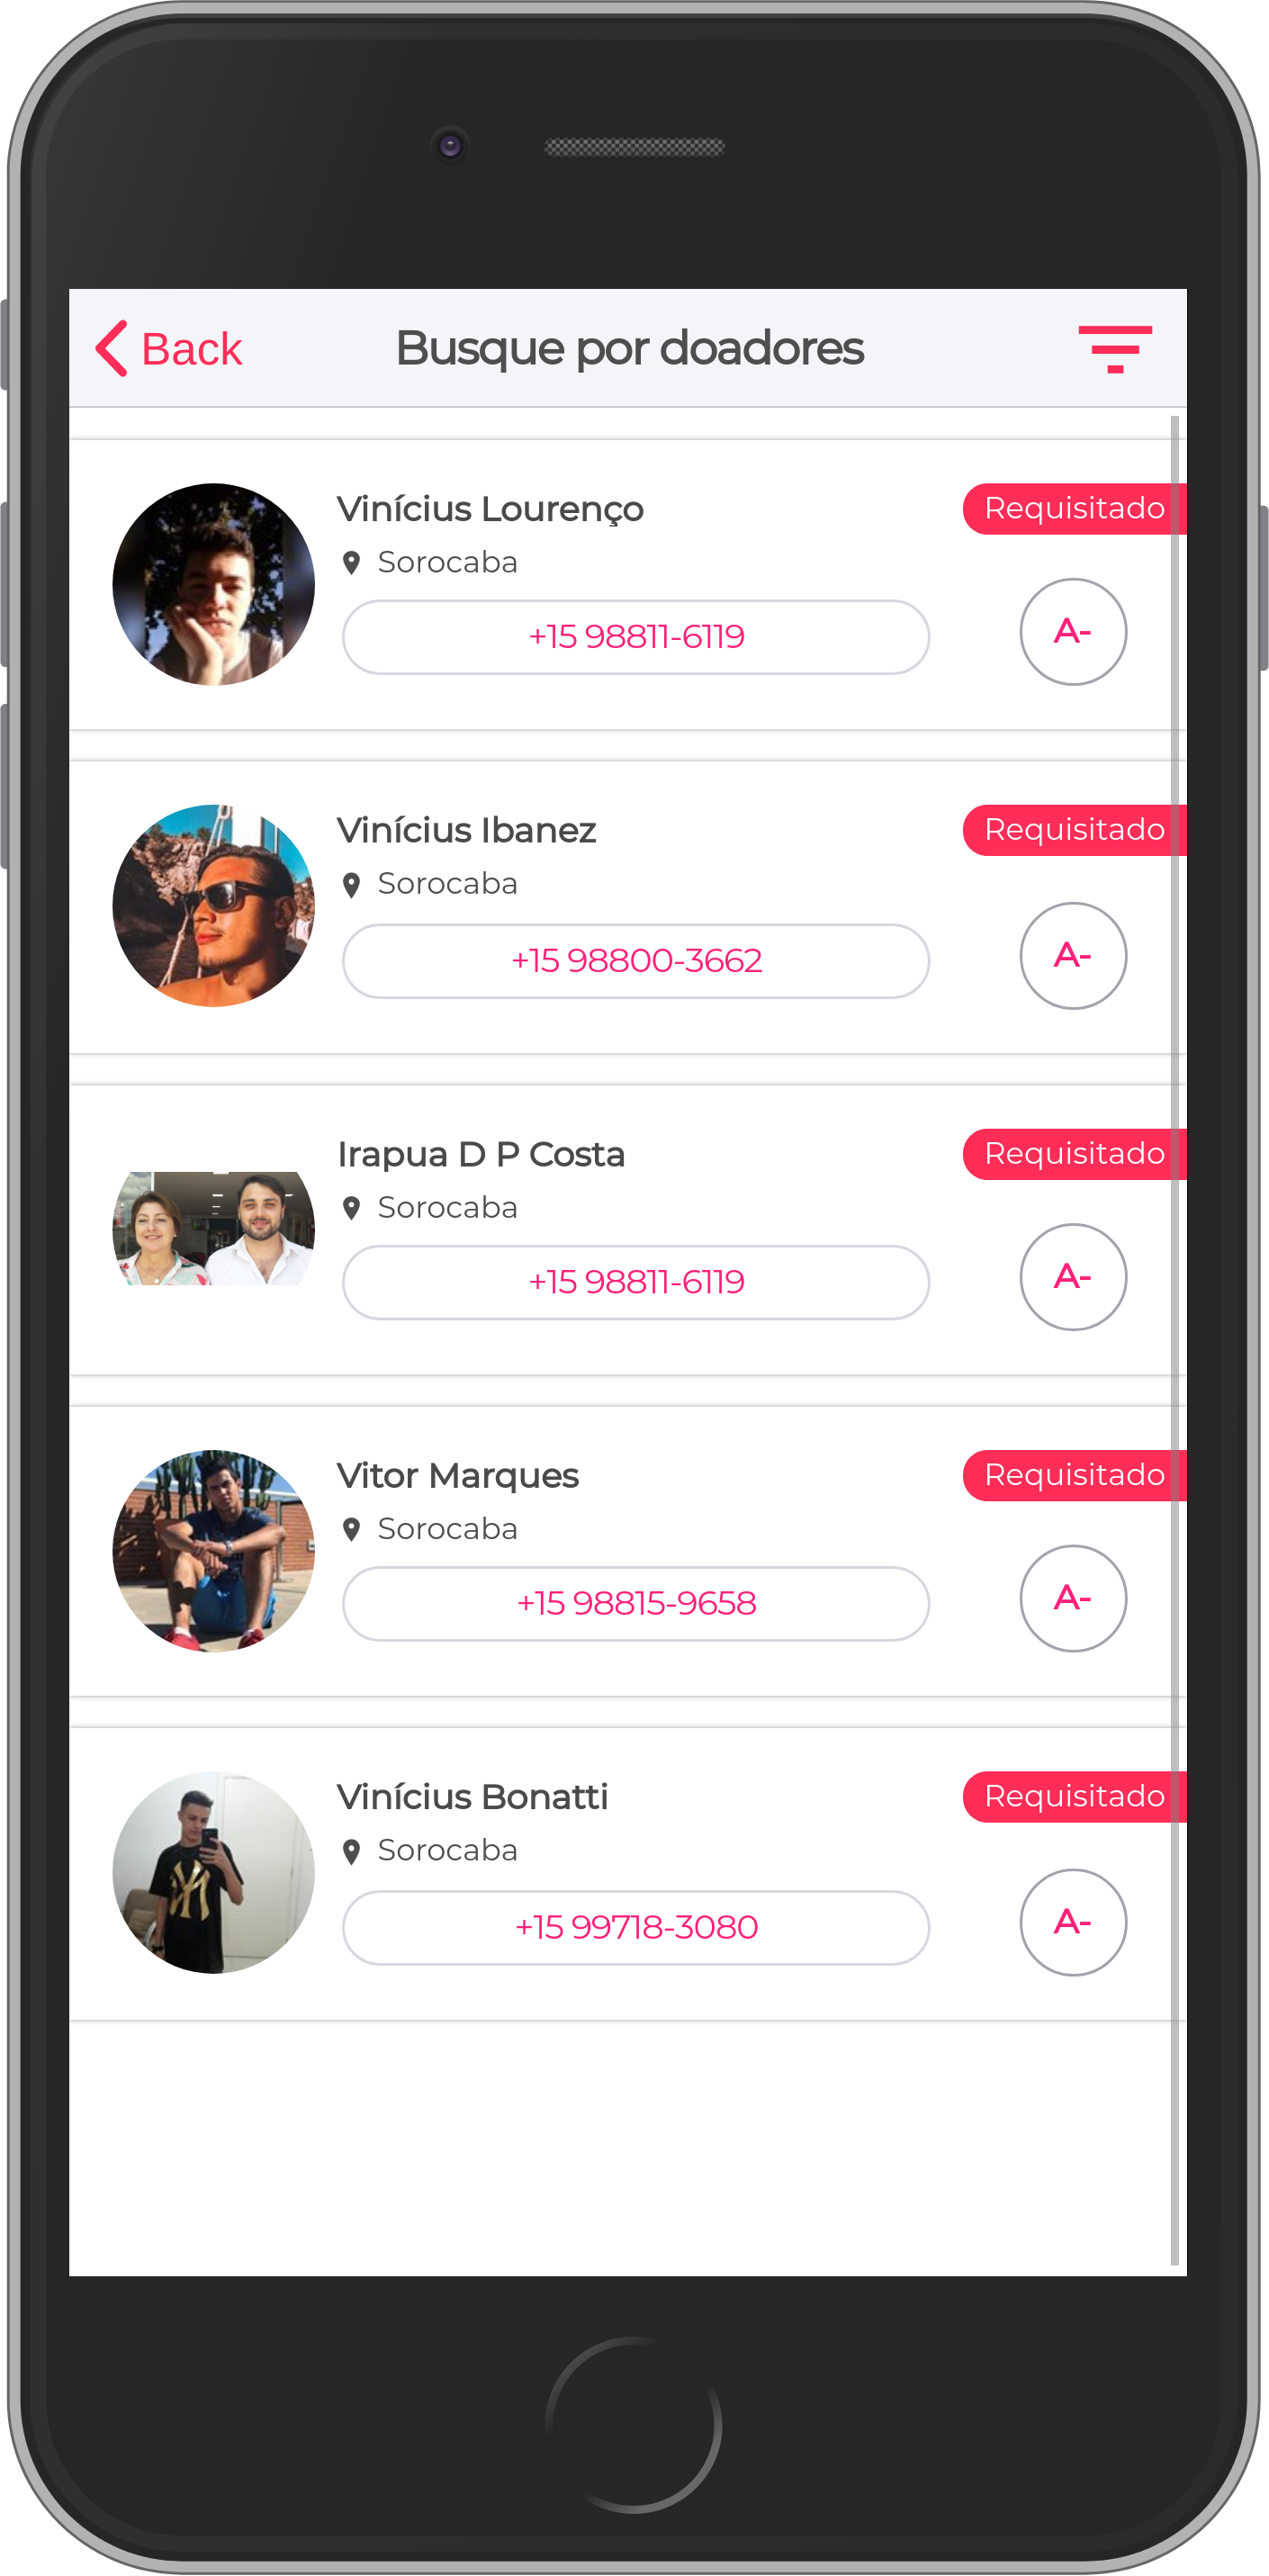 Back
Busque por doadores
Vinícius Lourenço
Requisitado
Sorocaba
+15 98811-6119
A-
Vinícius Ibanez
Requisitado
Sorocaba
+15 98800-3662
A-
Irapua D P Costa
Requisitado
Sorocaba
+15 98811-6119
A-
Vitor Marques
Requisitado
Sorocaba
+15 98815-9658
A-
Vinícius Bonatti
Requisitado
Sorocaba
+15 99718-3080
A-